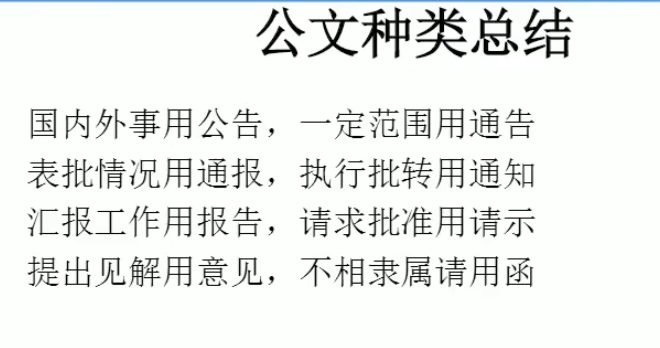 公文种类总结
国内外事用公告，一定范围用通告
表批情况用通报，执行批转用通知
汇报工作用报告，请求批准用请示
提出见解用意见，不相隶属请用函